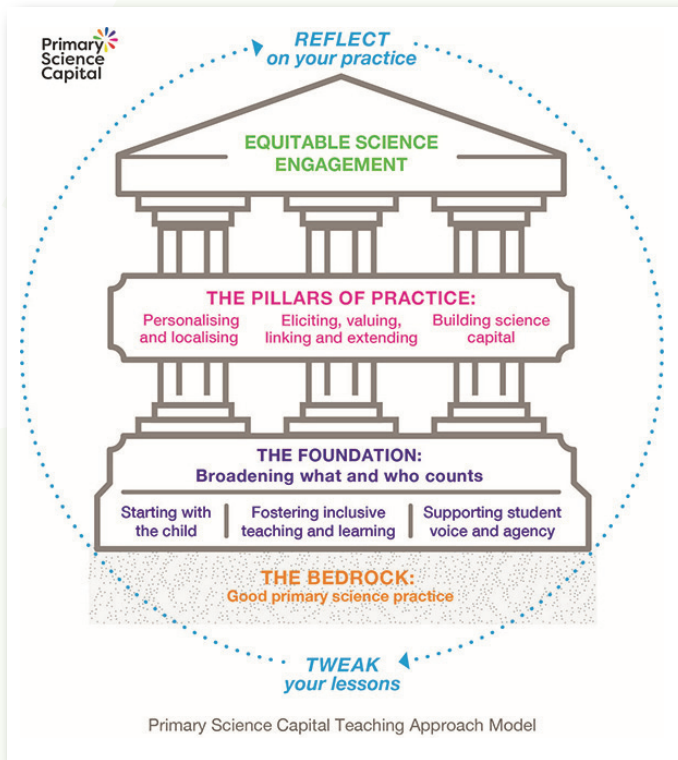 Primary
Science
Capital
REFLECT
on your practice
EQUITABLE SCIENCE
ENGAGEMENT
THE PILLARS OF PRACTICE:
Personalising
and localising
Eliciting, valuing,
linking and extending
Building science
capital
THE FOUNDATION:
Broadening what and who counts
Starting with
the child
Fostering inclusive
teaching and learning
Supporting student
voice and agency
THE BEDROCK:
Good primary science practice
TWEAK
your lessons
Primary Science Capital Teaching Approach Model